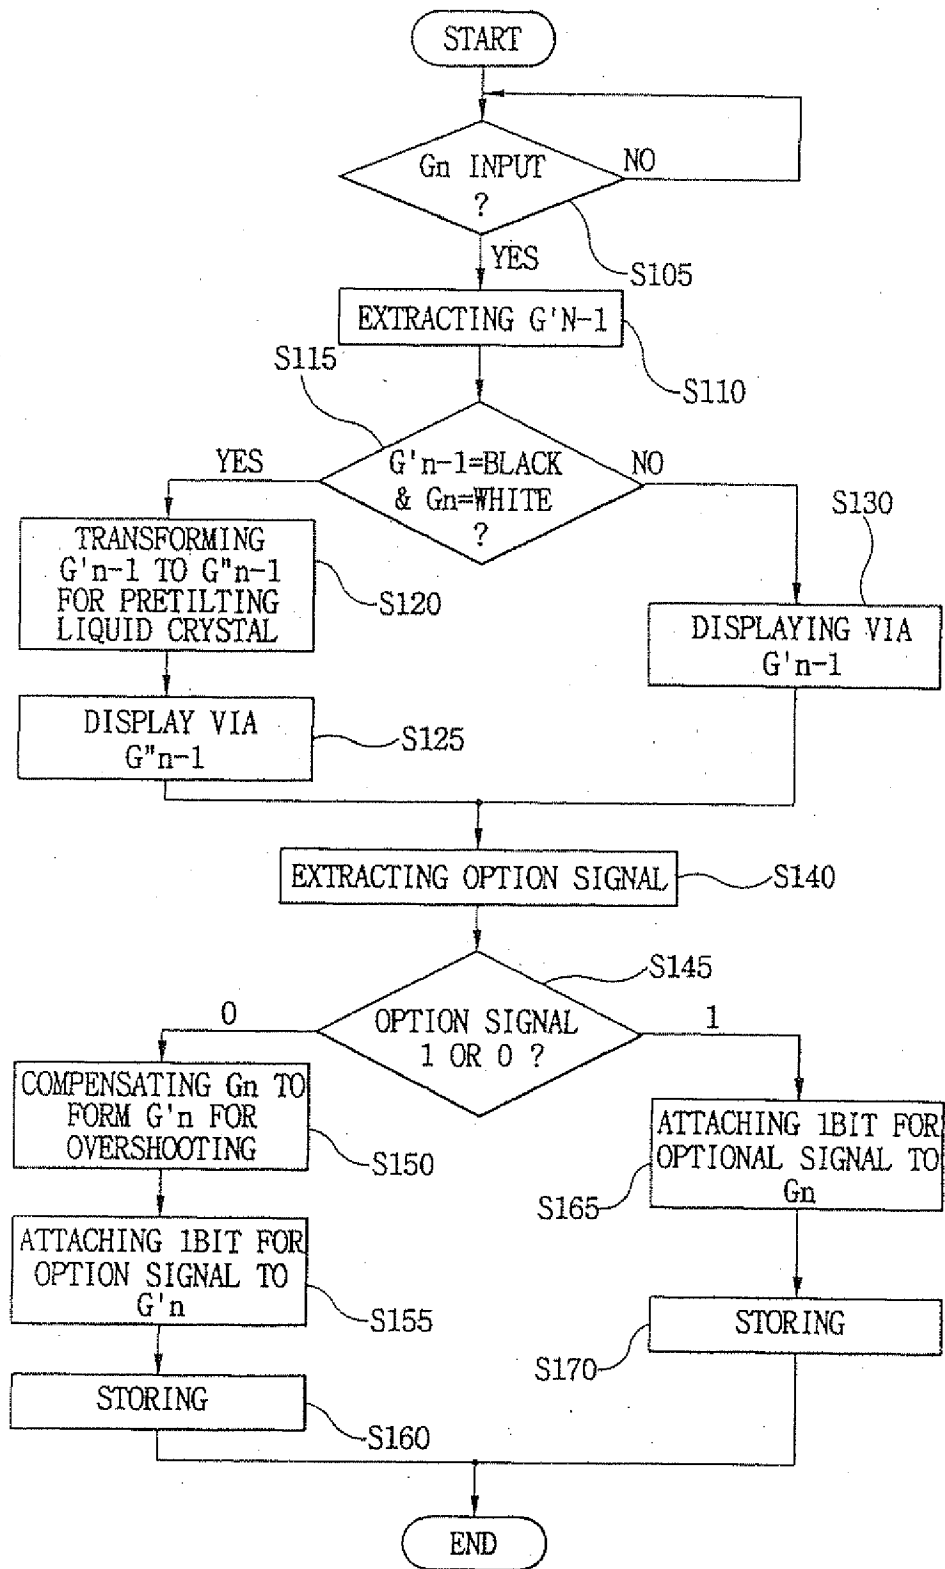 START
Gn INPUT
?
NO
YES
S105
EXTRACTING G'N-1
S110
S115
G'n-1=BLACK
& Gn=WHITE
?
YES
NO
TRANSFORMING
G'n-1 TO G"n-1
FOR PRETILTING
LIQUID CRYSTAL
S120
S130
DISPLAYING VIA
G'n-1
DISPLAY VIA
G"n-1
S125
EXTRACTING OPTION SIGNAL
S140
S145
OPTION SIGNAL
1 OR 0 ?
0
1
COMPENSATING Gn TO
FORM G'n FOR
OVERSHOOTING
S150
ATTACHING 1BIT FOR
OPTIONAL SIGNAL TO
Gn
S165
ATTACHING 1BIT FOR
OPTION SIGNAL TO
G'n
S155
STORING
S170
STORING
S160
END